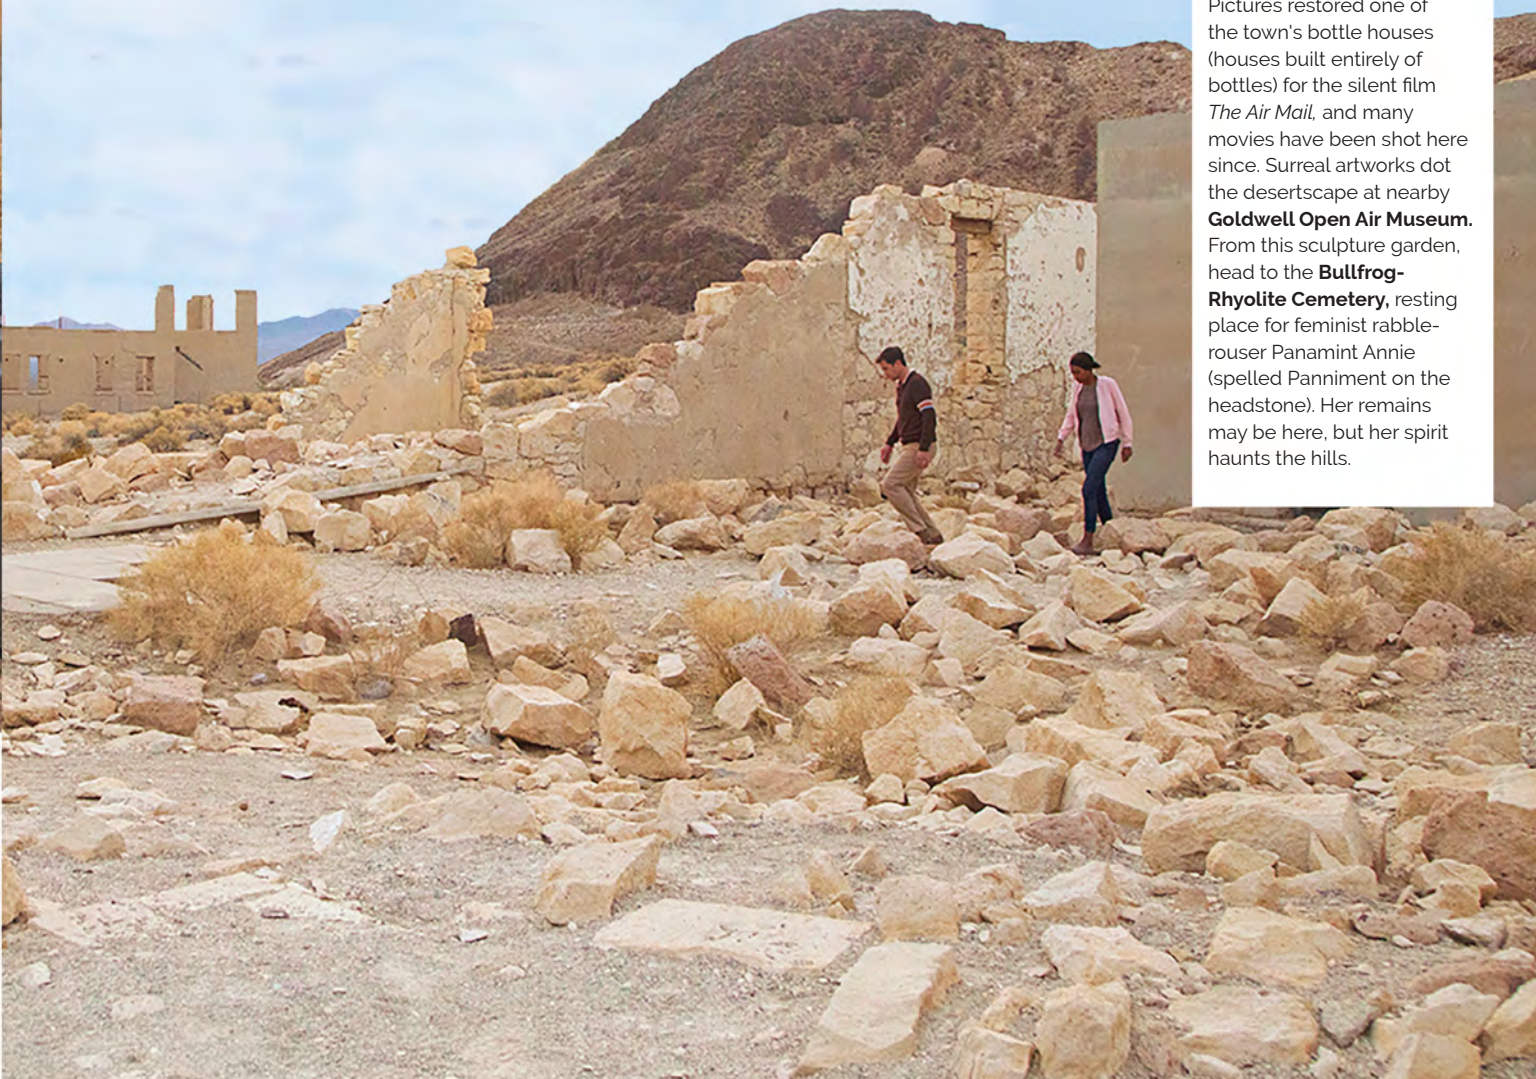 Pictures restored one of
the town's bottle houses
(houses built entirely of
bottles) for the silent film
The Air Mail, and many
movies have been shot here
since. Surreal artworks dot
the desertscape at nearby
Goldwell Open Air Museum.
From this sculpture garden,
head to the Bullfrog-
Rhyolite Cemetery, resting
place for feminist rabble-
rouser Panamint Annie
(spelled Panniment on the
headstone). Her remains
may be here, but her spirit
haunts the hills.